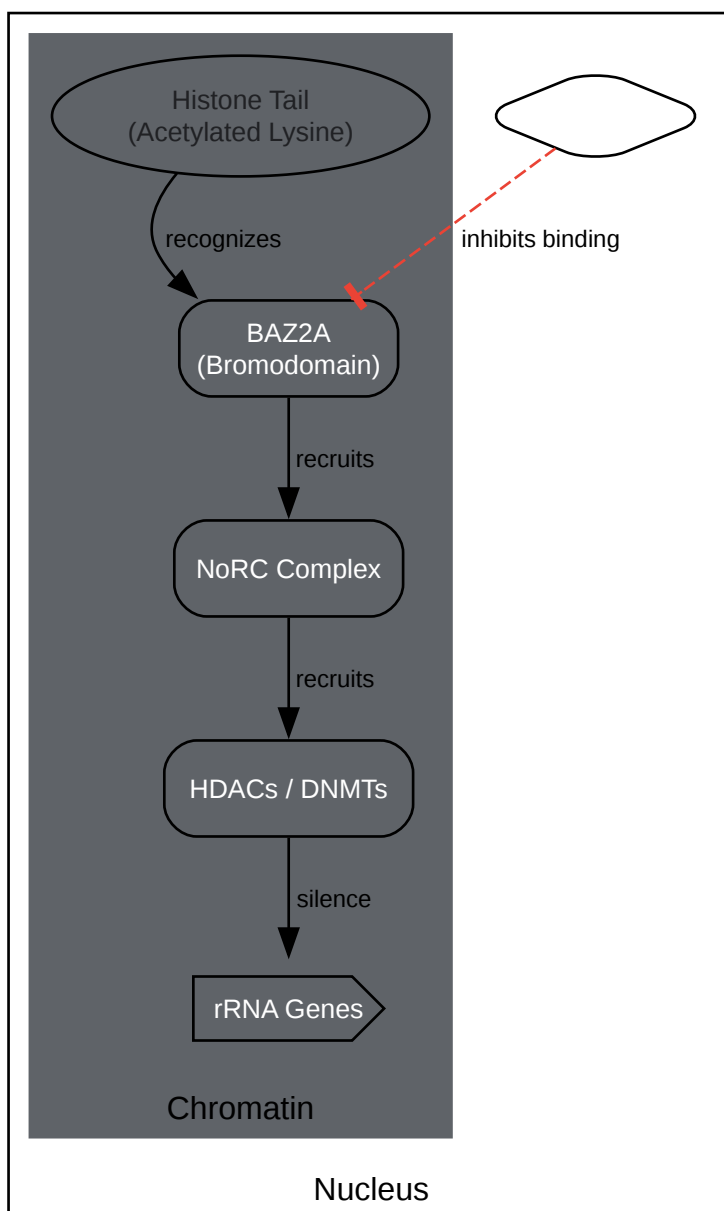 Histone Tail
(Acetylated Lysine)
recognizes
inhibits binding
BAZ2A
(Bromodomain)
recruits
NoRC Complex
recruits
HDACs / DNMTs
silence
rRNA Genes
Chromatin
Nucleus